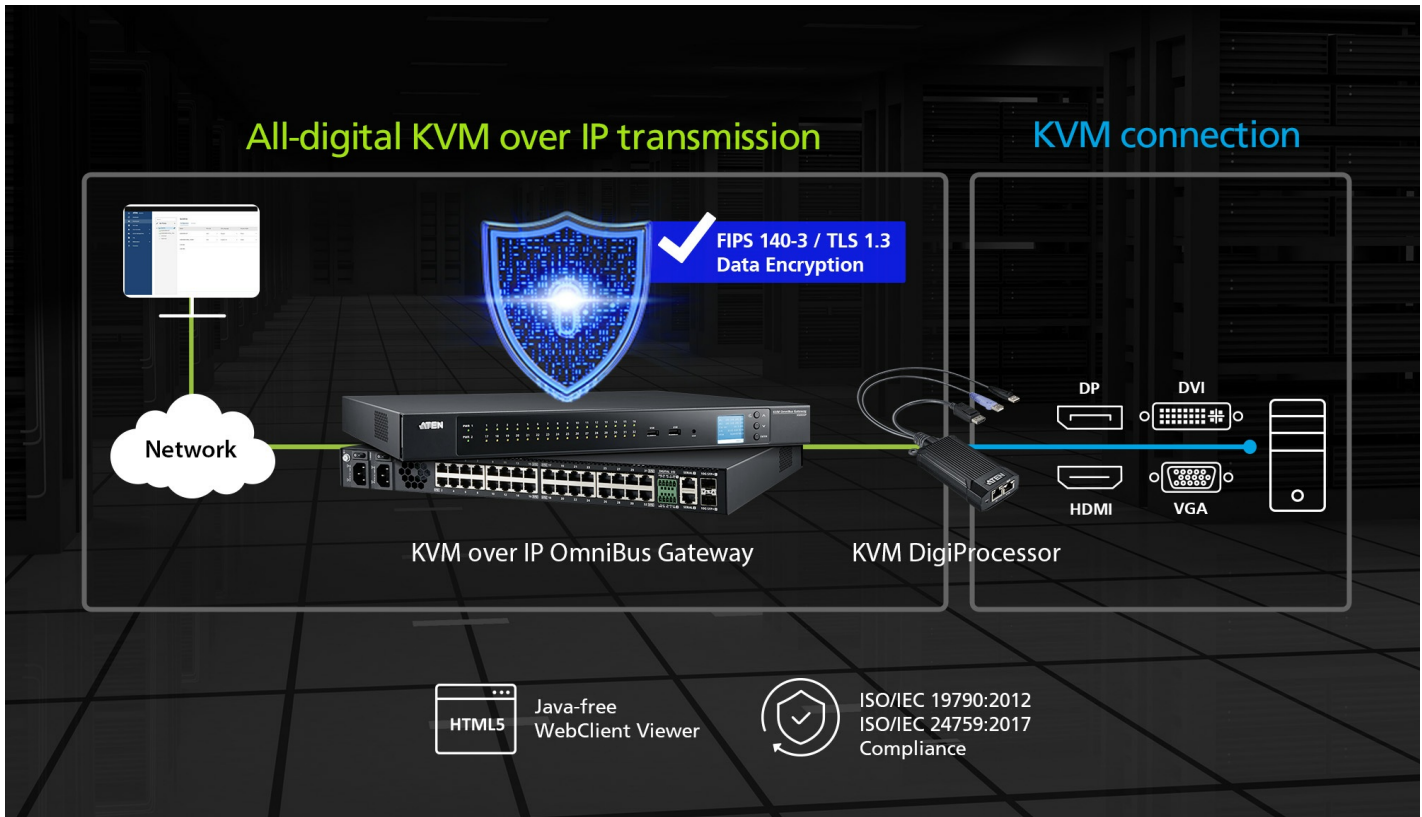 All-digital KVM over IP transmission
KVM connection
FIPS 140-3 / TLS 1.3
Data Encryption
Network
ATEN
ATEN
DP
DVI
HDMI
VGA
KVM over IP OmniBus Gateway
KVM DigiProcessor
HTML5
Java-free
WebClient Viewer
ISO/IEC 19790:2012
ISO/IEC 24759:2017
Compliance